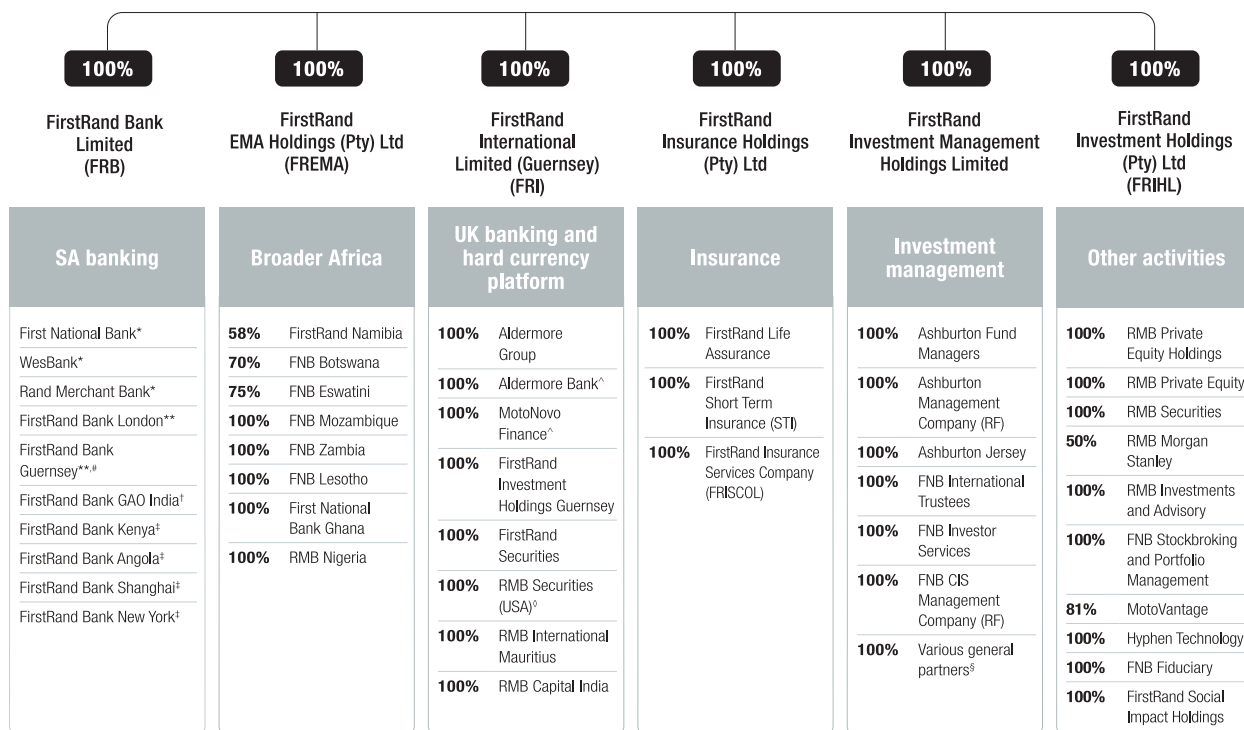 100%
FirstRand Bank
Limited
(FRB)
SA banking
First National Bank*
WesBank*
Rand Merchant Bank*
FirstRand Bank London**
FirstRand Bank
Guernsey**,#
FirstRand Bank GAO India†
FirstRand Bank Kenya‡
FirstRand Bank Angola‡
FirstRand Bank Shanghai‡
FirstRand Bank New York‡
100%
FirstRand
EMA Holdings (Pty) Ltd
(FREMA)
Broader Africa
58% FirstRand Namibia
70% FNB Botswana
75% FNB Eswatini
100% FNB Mozambique
100% FNB Zambia
100% FNB Lesotho
100% First National
Bank Ghana
100% RMB Nigeria
100%
FirstRand
International
Limited (Guernsey)
(FRI)
UK banking and
hard currency
platform
100% Aldermore
Group
100% Aldermore Bank^
100% MotoNovo
Finance^
100% FirstRand
Investment
Holdings Guernsey
100% FirstRand
Securities
100% RMB Securities
(USA)◊
100% RMB International
Mauritius
100% RMB Capital India
100%
FirstRand
Insurance Holdings
(Pty) Ltd
Insurance
100% FirstRand Life
Assurance
100% FirstRand
Short Term
Insurance (STI)
100% FirstRand Insurance
Services Company
(FRISCOL)
100%
FirstRand
Investment Management
Holdings Limited
Investment
management
100% Ashburton Fund
Managers
100% Ashburton
Management
Company (RF)
100% Ashburton Jersey
100% FNB International
Trustees
100% FNB Investor
Services
100% FNB CIS
Management
Company (RF)
100% Various general
partners§
100%
FirstRand
Investment Holdings
(Pty) Ltd
(FRIHL)
Other activities
100% RMB Private
Equity Holdings
100% RMB Private Equity
100% RMB Securities
50% RMB Morgan
Stanley
100% RMB Investments
and Advisory
100% FNB Stockbroking
and Portfolio
Management
81% MotoVantage
100% Hyphen Technology
100% FNB Fiduciary
100% FirstRand Social
Impact Holdings